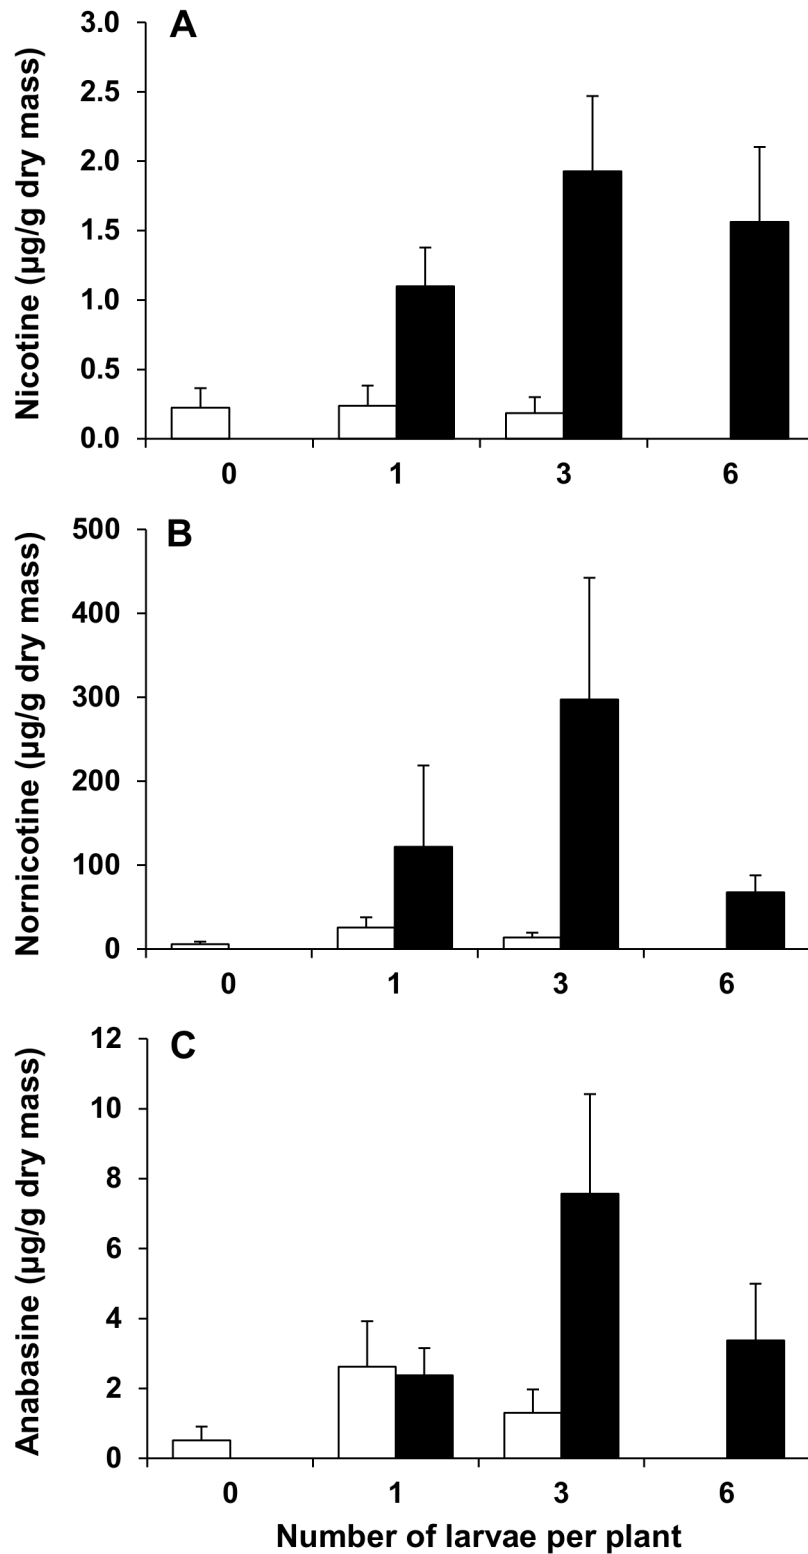 A
Nicotine (µg/g dry mass)
3.0
2.5
2.0
1.5
1.0
0.5
0.0
0 1 3 6
B
Nornicotine (µg/g dry mass)
500
400
300
200
100
0
0 1 3 6
C
Anabasine (µg/g dry mass)
12
10
8
6
4
2
0
0 1 3 6
Number of larvae per plant